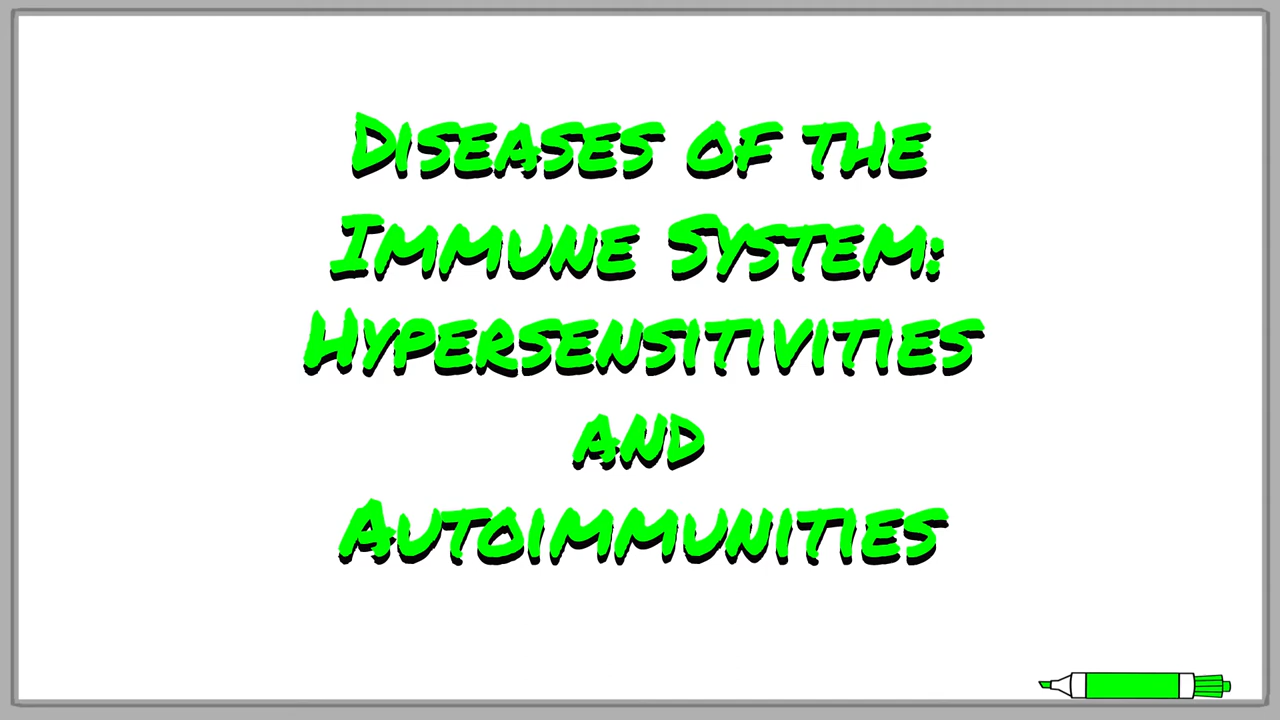 Diseases of the
Immune System:
Hypersensitivities
and
Autoimmunities